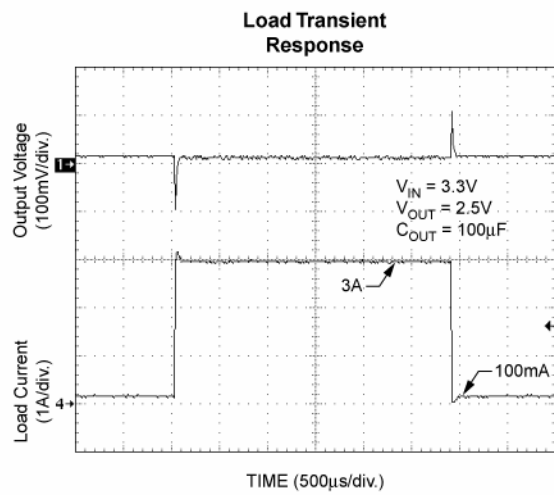 Load Transient
Response
Output Voltage
(100mV/div.)
1
V_IN = 3.3V
V_OUT = 2.5V
C_OUT = 100µF
3A
Load Current
(1A/div.)
4
100mA
TIME (500µs/div.)